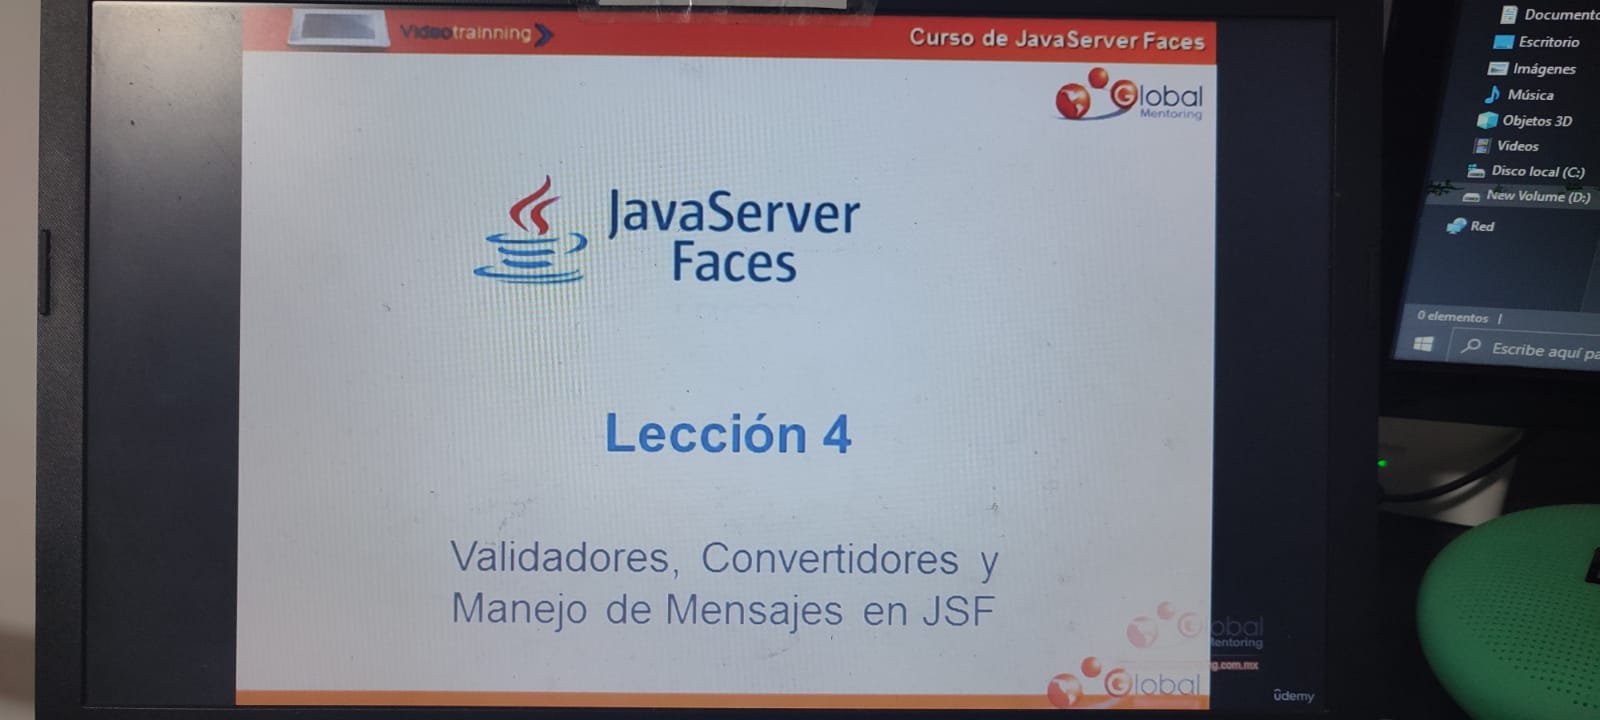 Videotrainning
Curso de JavaServer Faces
Global
Mentoring
JavaServer
Faces
Lección 4
Validadores, Convertidores y
Manejo de Mensajes en JSF
Global
Mentoring
g.com.mx
Global
ûdemy
Documento
Escritorio
Imágenes
Música
Objetos 3D
Videos
Disco local (C:)
New Volume (D:)
Red
0 elementos
Escribe aquí pa